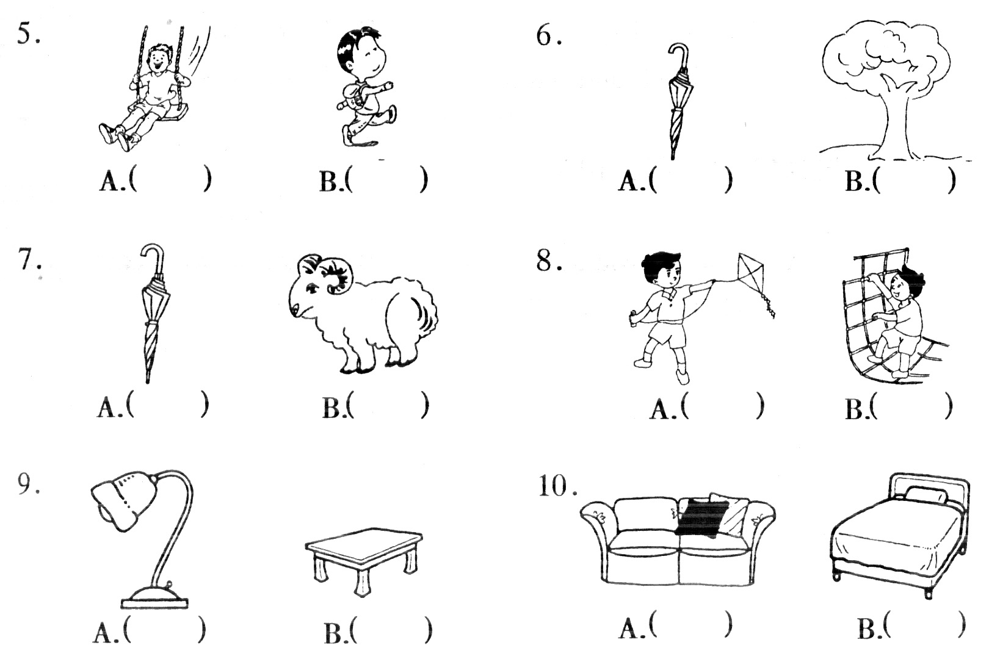 5. 6.
A.( ) B.( ) A.( ) B.( )
7. 8.
A.( ) B.( ) A.( ) B.( )
9. 10.
A.( ) B.( ) A.( ) B.( )